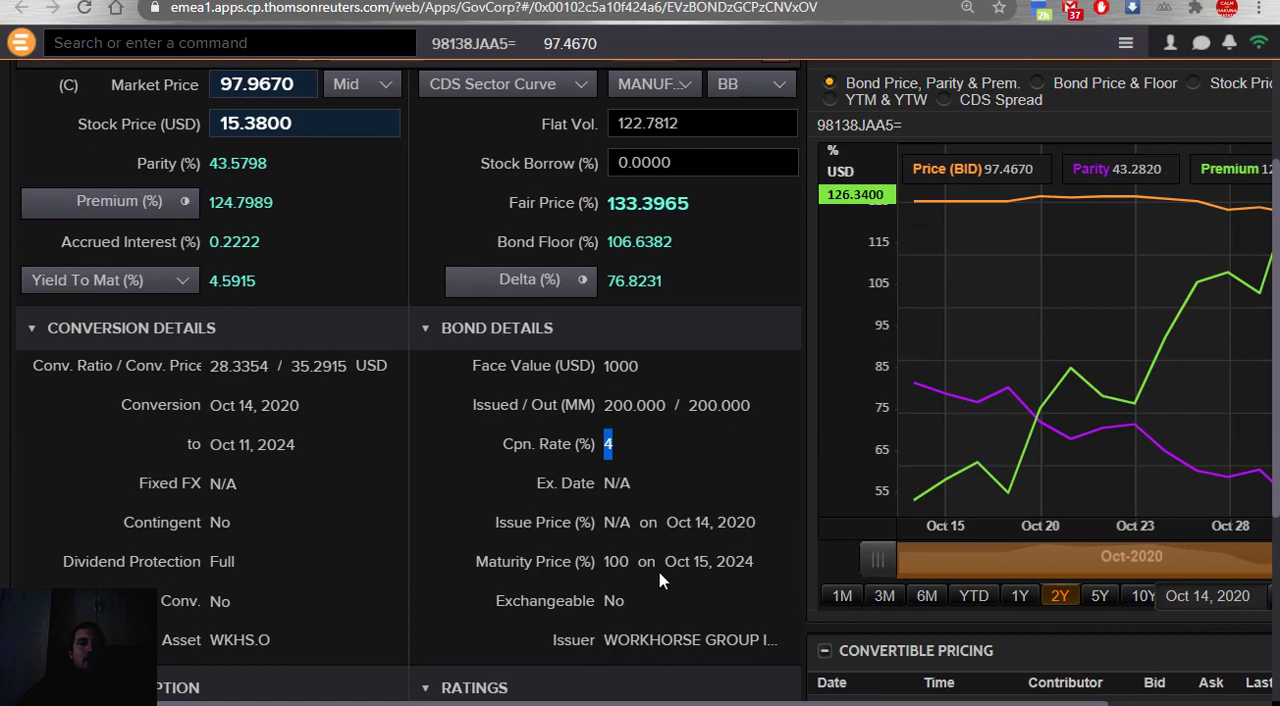 emea1.apps.cp.thomsonreuters.com/web/Apps/GovCorp?#/0x00102c5a10f424a6/EVzBONDzGCPzCNVxOV
2h
37
Search or enter a command
98138JAA5= 97.4670
(C) Market Price 97.9670 Mid
Stock Price (USD) 15.3800
Parity (%) 43.5798
Premium (%) 124.7989
Accrued Interest (%) 0.2222
Yield To Mat (%) 4.5915
CDS Sector Curve MANUF... BB
Flat Vol. 122.7812
Stock Borrow (%) 0.0000
Fair Price (%) 133.3965
Bond Floor (%) 106.6382
Delta (%) 76.8231
CONVERSION DETAILS
Conv. Ratio / Conv. Price 28.3354 / 35.2915 USD
Conversion Oct 14, 2020
to Oct 11, 2024
Fixed FX N/A
Contingent No
Dividend Protection Full
Conv. No
Asset WKHS.O
BOND DETAILS
Face Value (USD) 1000
Issued / Out (MM) 200.000 / 200.000
Cpn. Rate (%) 4
Ex. Date N/A
Issue Price (%) N/A on Oct 14, 2020
Maturity Price (%) 100 on Oct 15, 2024
Exchangeable No
Issuer WORKHORSE GROUP I...
RATINGS
Bond Price, Parity & Prem. Bond Price & Floor Stock
YTM & YTW CDS Spread
98138JAA5=
%
USD
Price (BID) 97.4670 Parity 43.2820 Premium
126.3400
115
105
95
85
75
65
55
Oct 15 Oct 20 Oct 23 Oct 28
Oct-2020
1M 3M 6M YTD 1Y 2Y 5Y 10Y Oct 14, 2020
CONVERTIBLE PRICING
Date Time Contributor Bid Ask Last